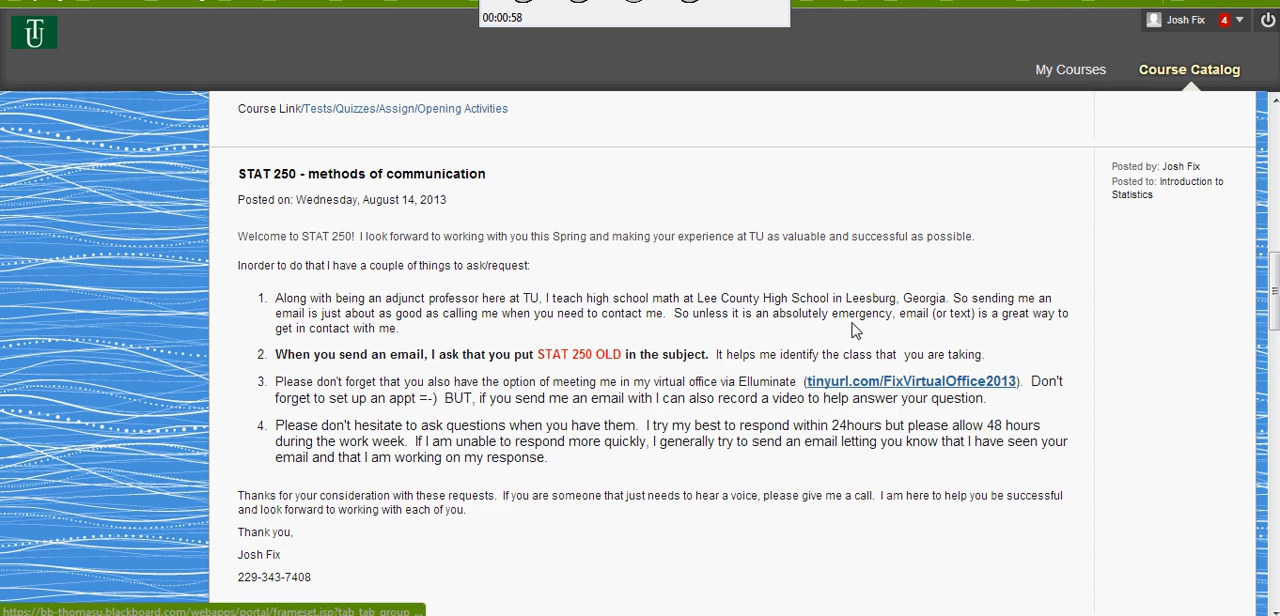 00:00:58
TU
Josh Fix 4
My Courses Course Catalog
Course Link/Tests/Quizzes/Assign/Opening Activities
STAT 250 - methods of communication
Posted on: Wednesday, August 14, 2013
Posted by: Josh Fix
Posted to: Introduction to
Statistics
Welcome to STAT 250!  I look forward to working with you this Spring and making your experience at TU as valuable and successful as possible.
Inorder to do that I have a couple of things to ask/request:
1. Along with being an adjunct professor here at TU, I teach high school math at Lee County High School in Leesburg, Georgia. So sending me an
email is just about as good as calling me when you need to contact me.  So unless it is an absolutely emergency, email (or text) is a great way to
get in contact with me.
2. When you send an email, I ask that you put STAT 250 OLD in the subject.  It helps me identify the class that  you are taking.
3. Please don't forget that you also have the option of meeting me in my virtual office via Elluminate  (tinyurl.com/FixVirtualOffice2013).  Don't
forget to set up an appt =-)  BUT, if you send me an email with I can also record a video to help answer your question.
4. Please don't hesitate to ask questions when you have them.  I try my best to respond within 24hours but please allow 48 hours
during the work week.  If I am unable to respond more quickly, I generally try to send an email letting you know that I have seen your
email and that I am working on my response.
Thanks for your consideration with these requests.  If you are someone that just needs to hear a voice, please give me a call.  I am here to help you be successful
and look forward to working with each of you.
Thank you,
Josh Fix
229-343-7408
https://bb-thomasu.blackboard.com/webapps/portal/frameset.jsp?tab_tab_group_...